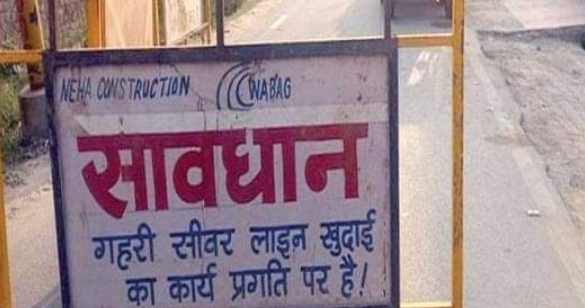 NEHA CONSTRUCTION WABAG
सावधान
गहरी सीवर लाइन खुदाई
का कार्य प्रगति पर है!